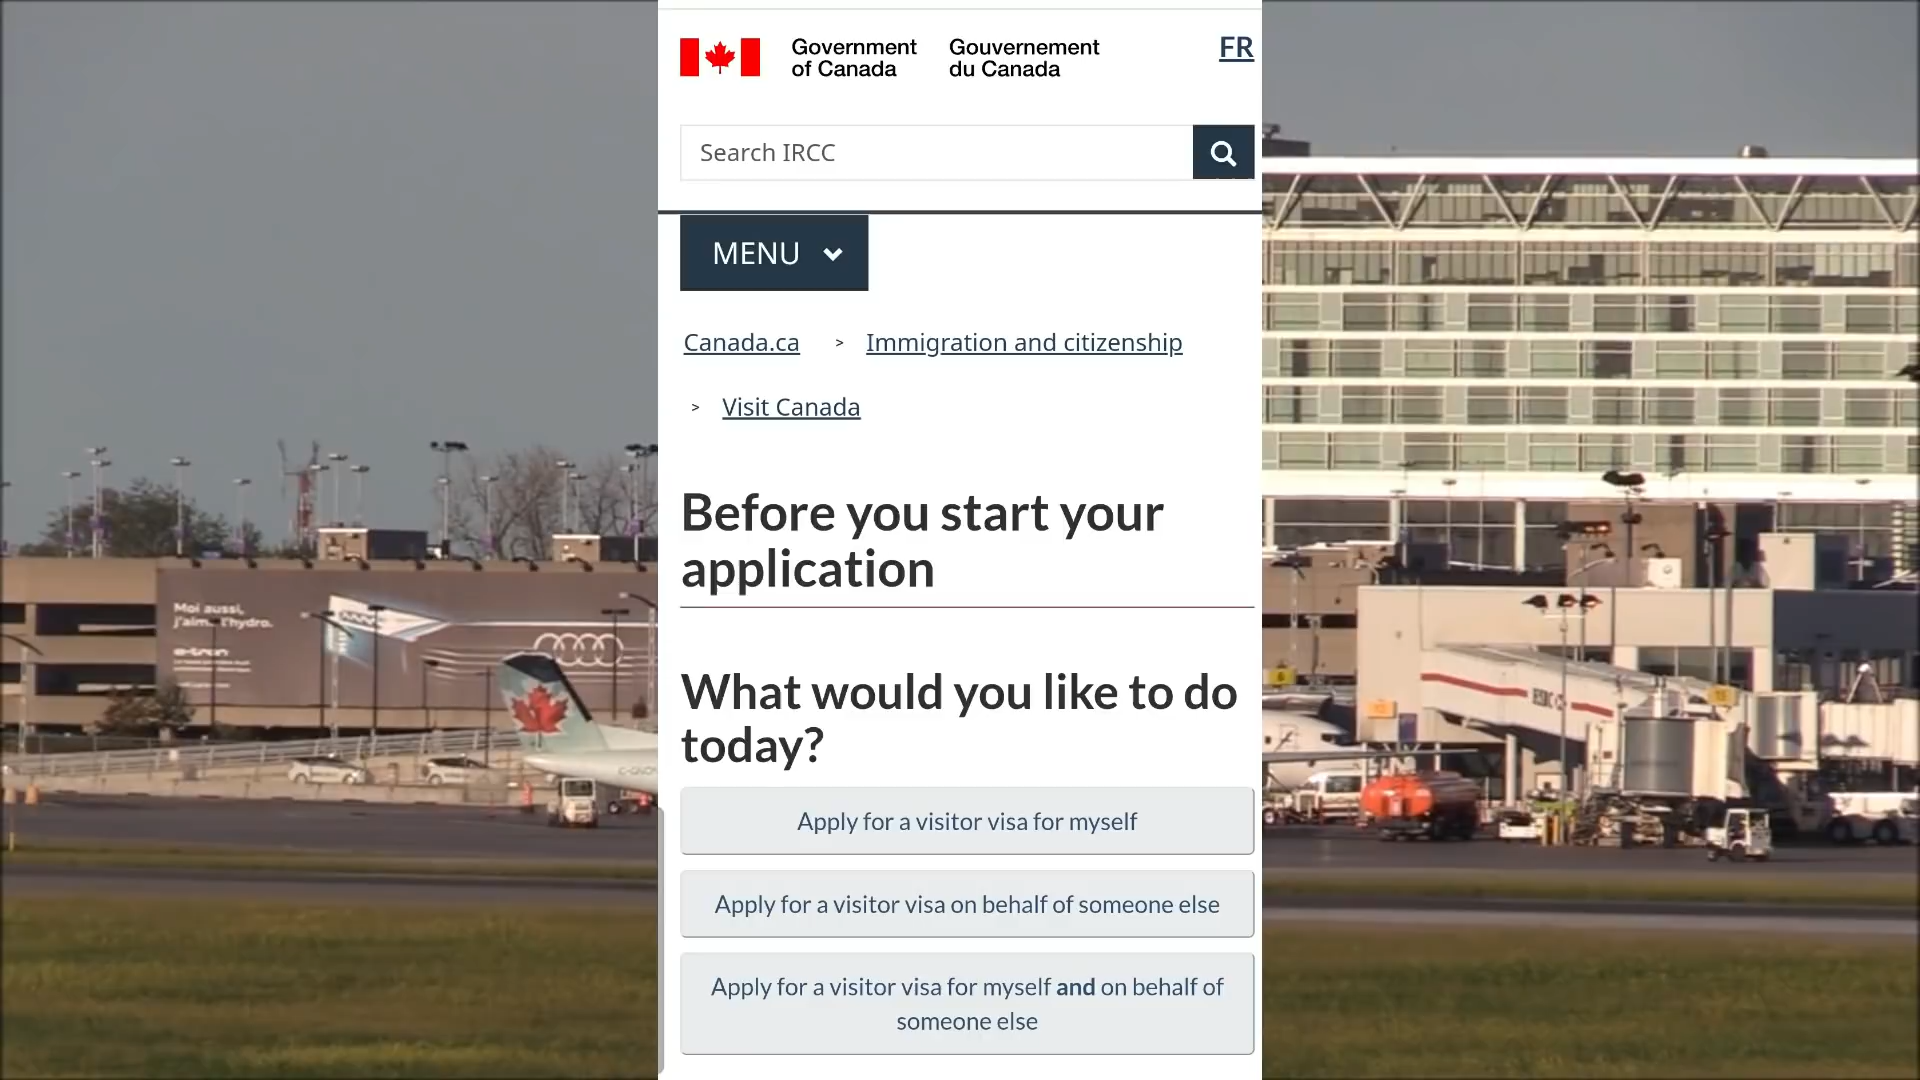 Government
of Canada
Gouvernement
du Canada
FR
Search IRCC
MENU
Canada.ca > Immigration and citizenship
> Visit Canada
Before you start your
application
What would you like to do
today?
Apply for a visitor visa for myself
Apply for a visitor visa on behalf of someone else
Apply for a visitor visa for myself and on behalf of
someone else
Moi aussi,
e-tron